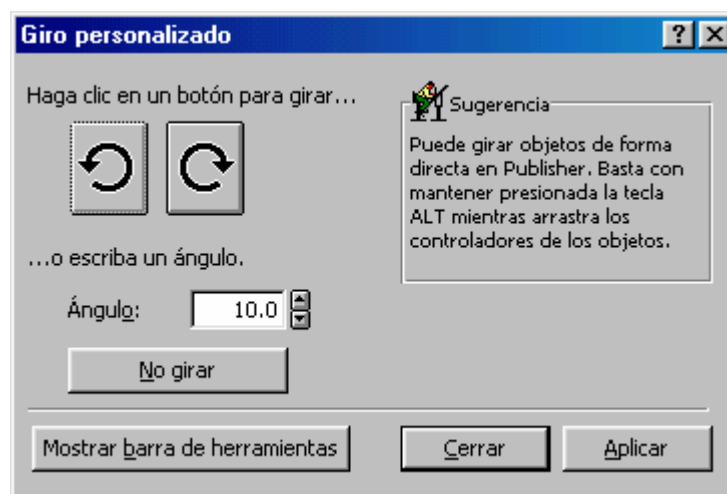 Giro personalizado
Haga clic en un botón para girar...
Sugerencia
Puede girar objetos de forma
directa en Publisher. Basta con
mantener presionada la tecla
ALT mientras arrastra los
controladores de los objetos.
...o escriba un ángulo.
Ángulo:
10.0
No girar
Mostrar barra de herramientas
Cerrar
Aplicar